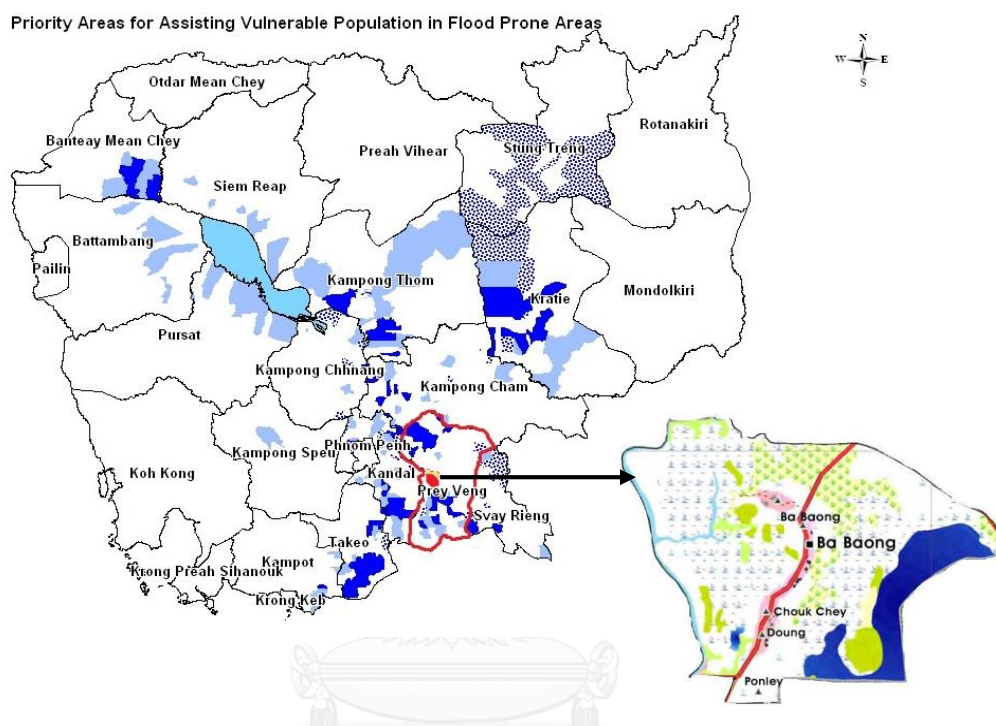 Priority Areas for Assisting Vulnerable Population in Flood Prone Areas
N
W E
S
Otdar Mean Chey
Banteay Mean Chey
Siem Reap
Preah Vihear
Stung Treng
Rotanakiri
Battambang
Pailin
Kampong Thom
Kratie
Mondolkiri
Pursat
Kampong Chhnang
Kampong Cham
Koh Kong
Kampong Speu
Phnom Penh
Kandal
Prey Veng
Svay Rieng
Takeo
Kampot
Krong Preah Sihanouk
Krong Keb
Ba Baong
Ba Baong
Chouk Chey
Doung
Ponley